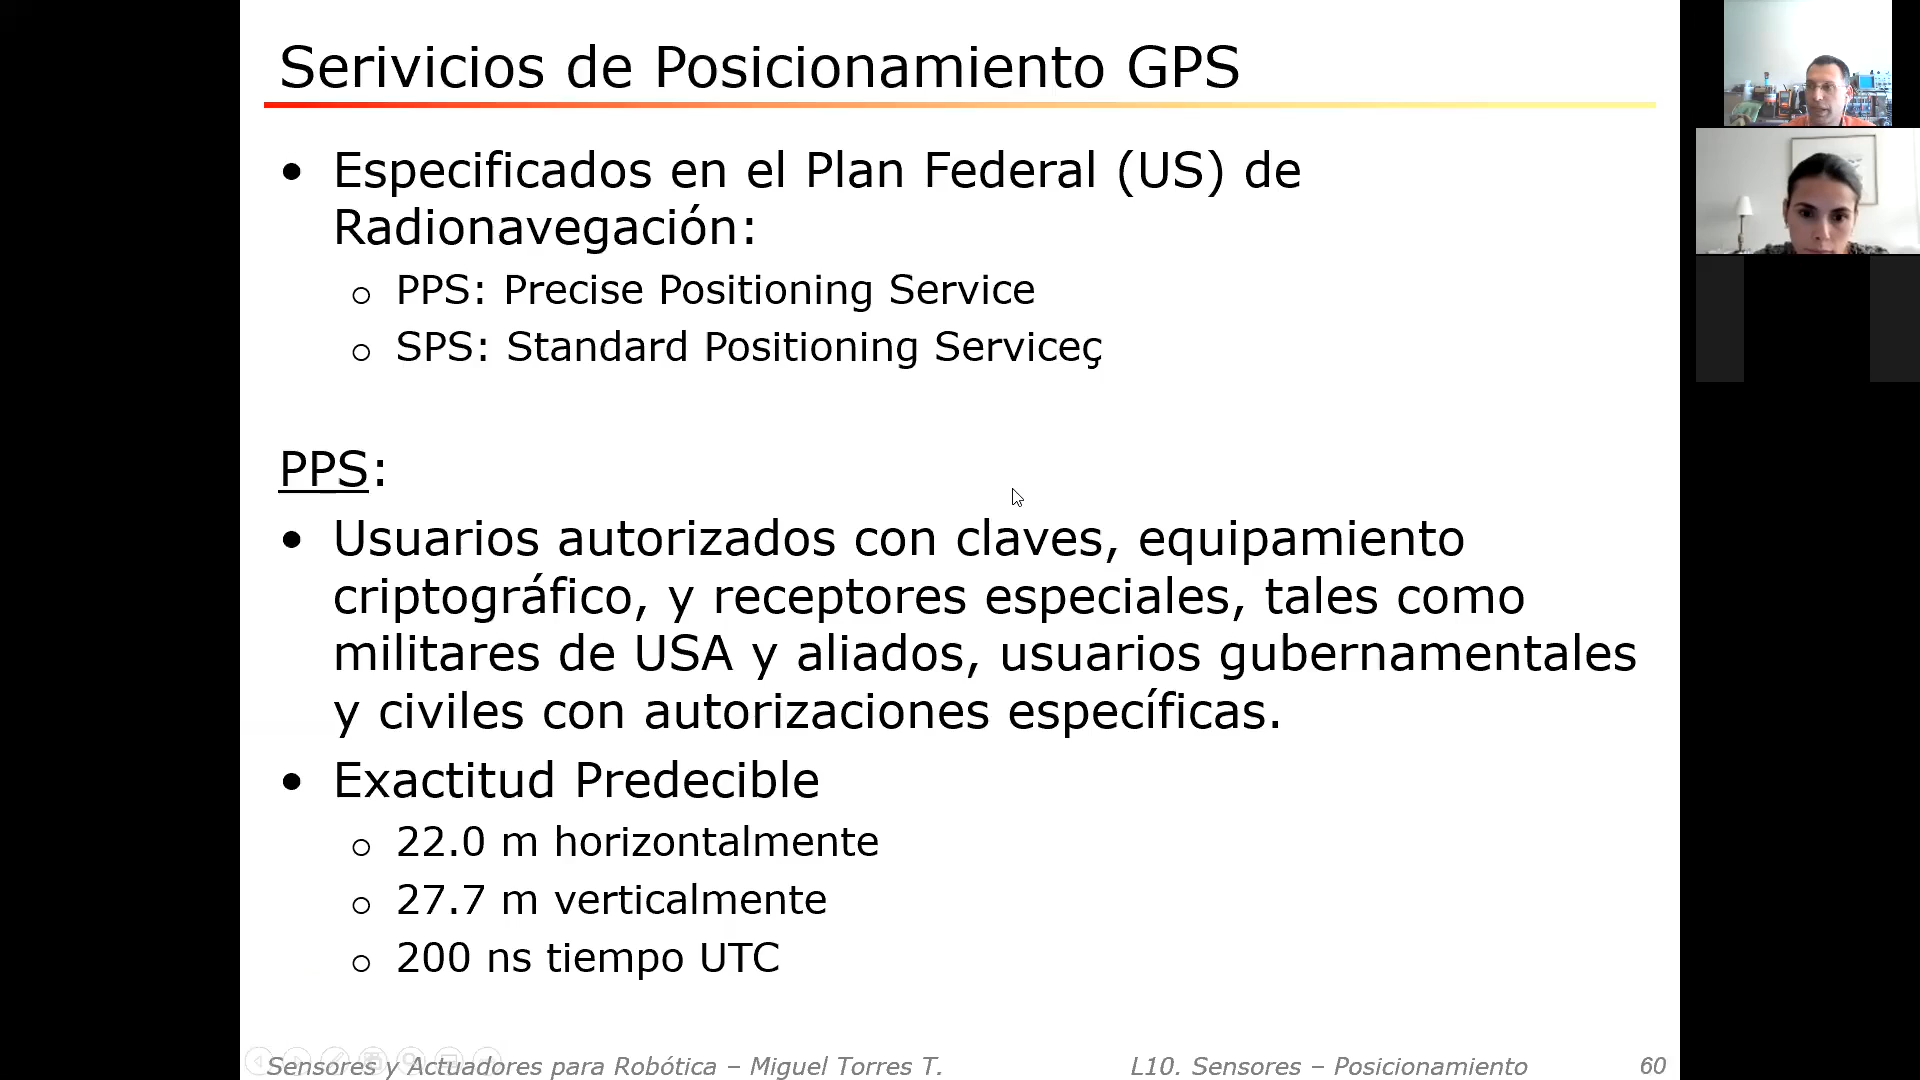 Serivicios de Posicionamiento GPS
• Especificados en el Plan Federal (US) de
Radionavegación:
o PPS: Precise Positioning Service
o SPS: Standard Positioning Serviceç
PPS:
• Usuarios autorizados con claves, equipamiento
criptográfico, y receptores especiales, tales como
militares de USA y aliados, usuarios gubernamentales
y civiles con autorizaciones específicas.
• Exactitud Predecible
o 22.0 m horizontalmente
o 27.7 m verticalmente
o 200 ns tiempo UTC
Sensores y Actuadores para Robótica – Miguel Torres T. L10. Sensores – Posicionamiento 60